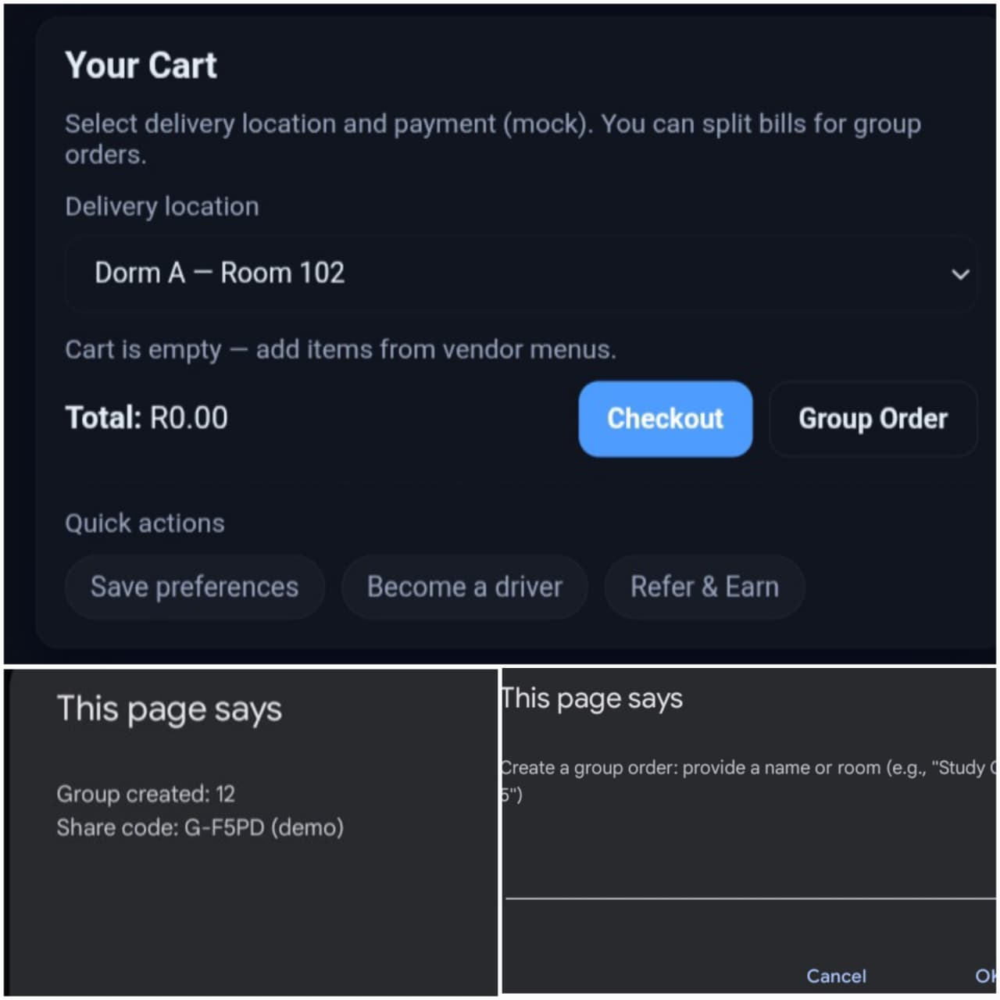 Your Cart
Select delivery location and payment (mock). You can split bills for group
orders.
Delivery location
Dorm A — Room 102
Cart is empty — add items from vendor menus.
Total: R0.00
Checkout
Group Order
Quick actions
Save preferences
Become a driver
Refer & Earn
This page says
Group created: 12
Share code: G-F5PD (demo)
This page says
Create a group order: provide a name or room (e.g., "Study
5")
Cancel
OK